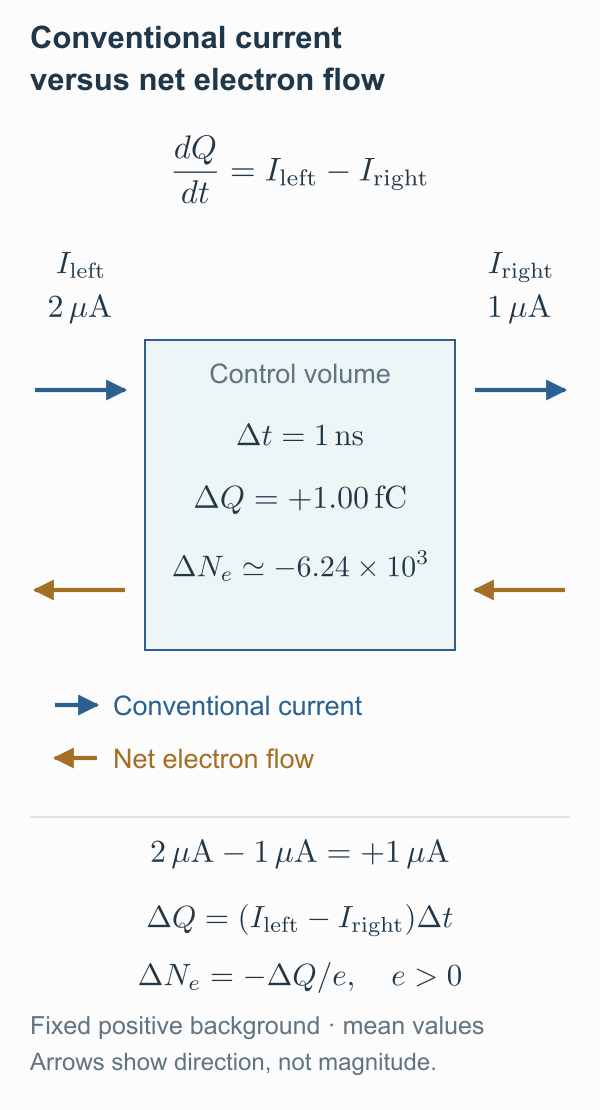 Conventional current
versus net electron flow
dQ/dt = I_left − I_right
I_left
2 μA
I_right
1 μA
Control volume
Δt = 1 ns
ΔQ = +1.00 fC
ΔN_e ≃ −6.24 × 10³
Conventional current
Net electron flow
2 μA − 1 μA = +1 μA
ΔQ = (I_left − I_right)Δt
ΔN_e = −ΔQ/e, e > 0
Fixed positive background · mean values
Arrows show direction, not magnitude.